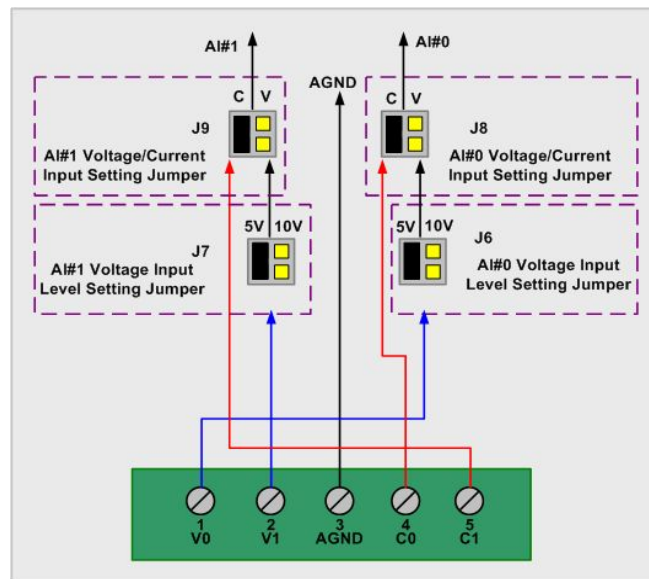 AI#1
AI#0
AGND
C V
J9
AI#1 Voltage/Current
Input Setting Jumper
C V
J8
AI#0 Voltage/Current
Input Setting Jumper
5V 10V
J7
AI#1 Voltage Input
Level Setting Jumper
5V 10V
J6
AI#0 Voltage Input
Level Setting Jumper
1 2 3 4 5
V0 V1 AGND C0 C1